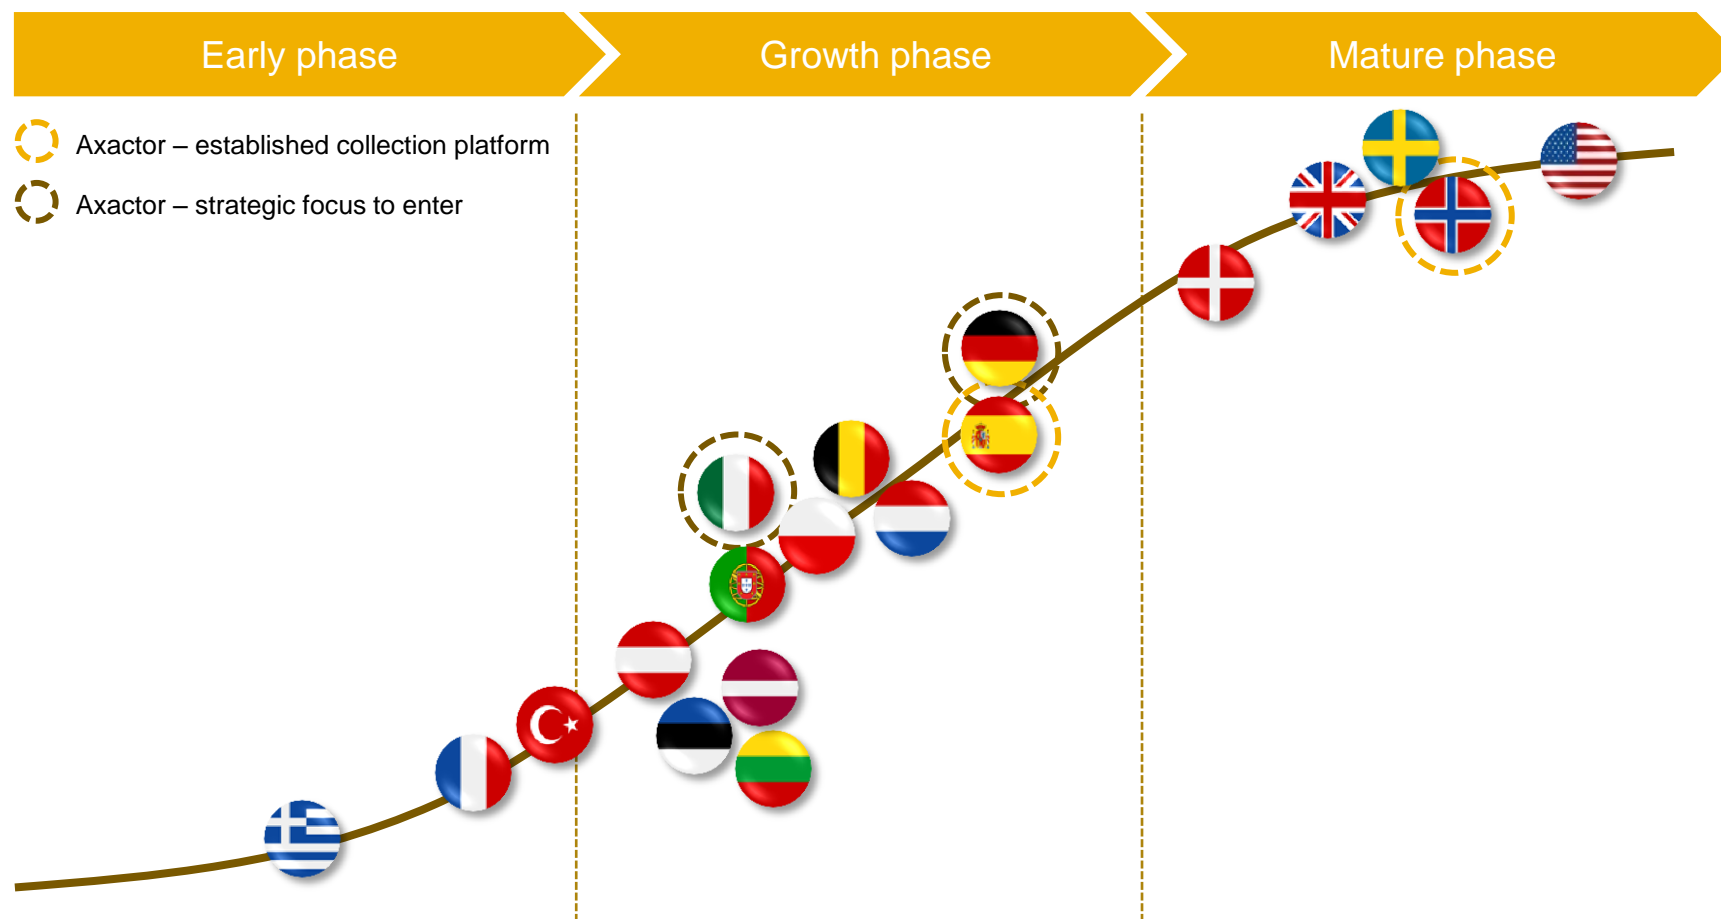 Early phase
Growth phase
Mature phase
Axactor – established collection platform
Axactor – strategic focus to enter